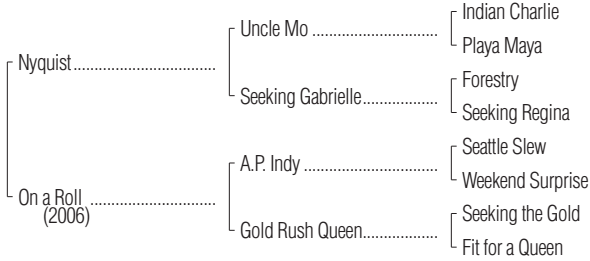 Indian Charlie
Uncle Mo
Playa Maya
Nyquist
Forestry
Seeking Gabrielle
Seeking Regina
Seattle Slew
A.P. Indy
Weekend Surprise
On a Roll
(2006)
Seeking the Gold
Gold Rush Queen
Fit for a Queen